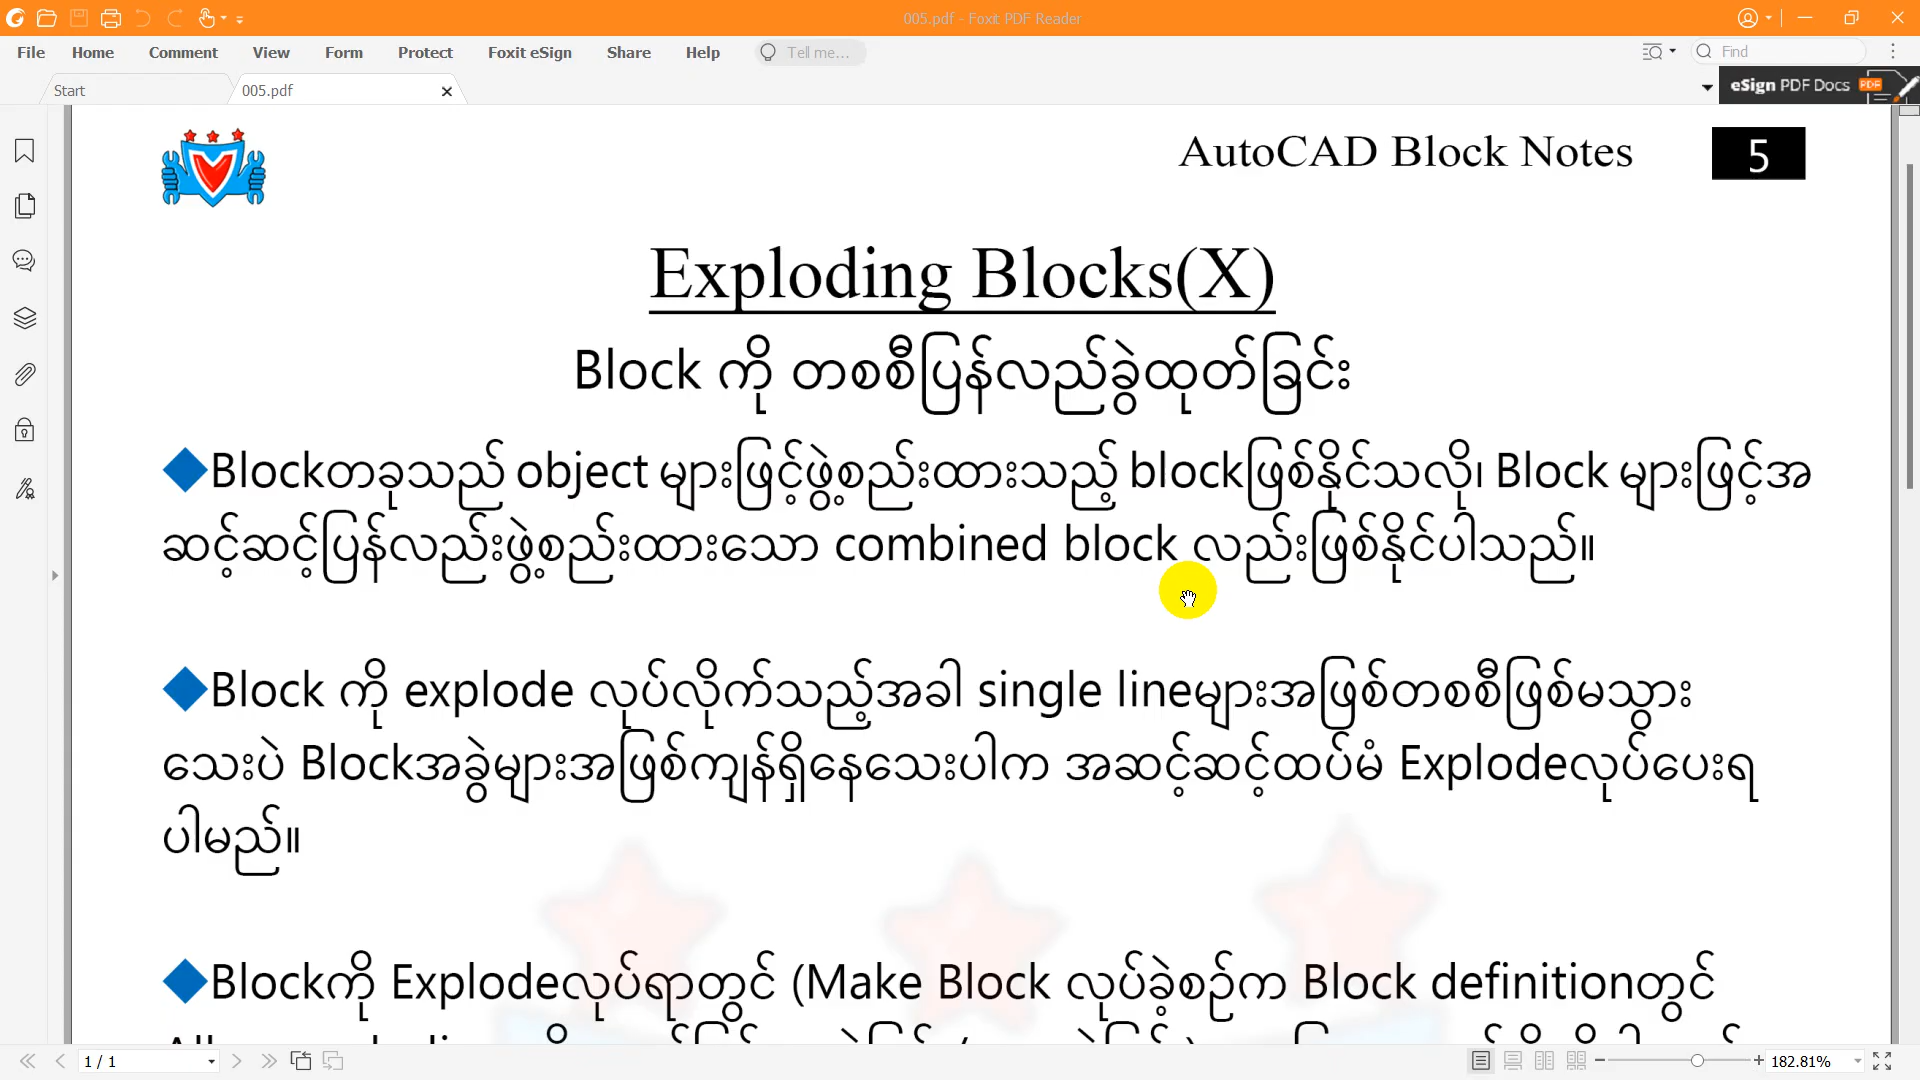 005.pdf - Foxit PDF Reader
File Home Comment View Form Protect Foxit eSign Share Help Tell me... Find
Start 005.pdf eSign PDF Docs PDF
AutoCAD Block Notes 5
Exploding Blocks(X)
Block ကို တစစီပြန်လည်ခွဲထုတ်ခြင်း
Blockတခုသည် object များဖြင့်ဖွဲ့စည်းထားသည့် blockဖြစ်နိုင်သလို၊ Block များဖြင့်အ
ဆင့်ဆင့်ပြန်လည်းဖွဲ့စည်းထားသော combined block လည်းဖြစ်နိုင်ပါသည်။
Block ကို explode လုပ်လိုက်သည့်အခါ single lineများအဖြစ်တစစီဖြစ်မသွား
သေးပဲ Blockအခွဲများအဖြစ်ကျန်ရှိနေသေးပါက အဆင့်ဆင့်ထပ်မံ Explodeလုပ်ပေးရ
ပါမည်။
Blockကို Explodeလုပ်ရာတွင် (Make Block လုပ်ခဲ့စဉ်က Block definitionတွင်
1 / 1 182.81%